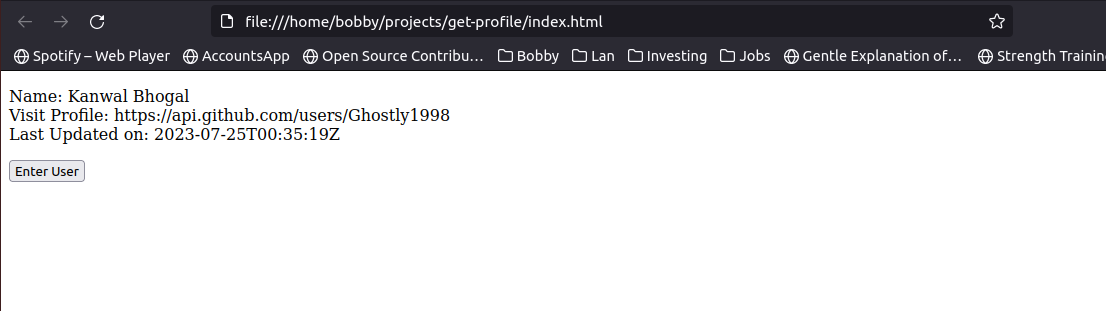 file:///home/bobby/projects/get-profile/index.html
Spotify – Web Player AccountsApp Open Source Contribu… Bobby Lan Investing Jobs Gentle Explanation of… Strength Trainin
Name: Kanwal Bhogal
Visit Profile: https://api.github.com/users/Ghostly1998
Last Updated on: 2023-07-25T00:35:19Z
Enter User